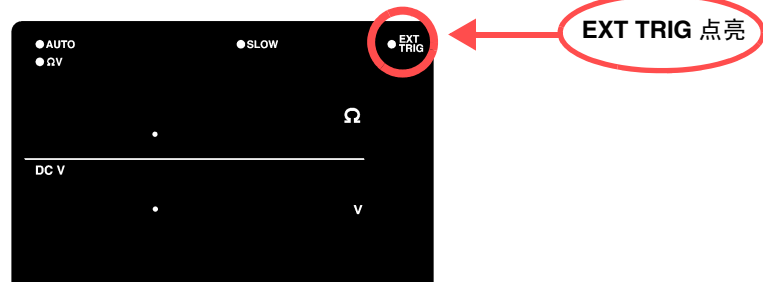 ●AUTO
●SLOW
●EXT
TRIG
EXT TRIG 点亮
●ΩV
Ω
DC V
V